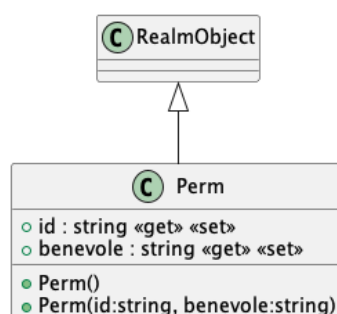 C RealmObject
C Perm
id : string «get» «set»
benevole : string «get» «set»
Perm()
Perm(id:string, benevole:string)